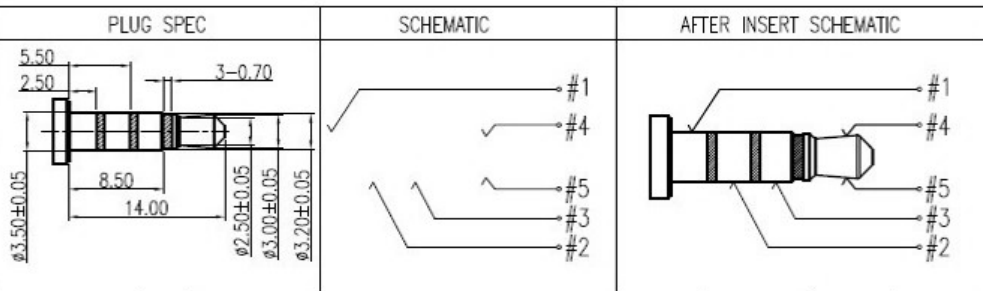 PLUG SPEC
5.50
2.50
3-0.70
8.50
14.00
ø3.50±0.05
ø2.50±0.05
ø3.00±0.05
ø3.20±0.05
SCHEMATIC
#1
#4
#5
#3
#2
AFTER INSERT SCHEMATIC
#1
#4
#5
#3
#2